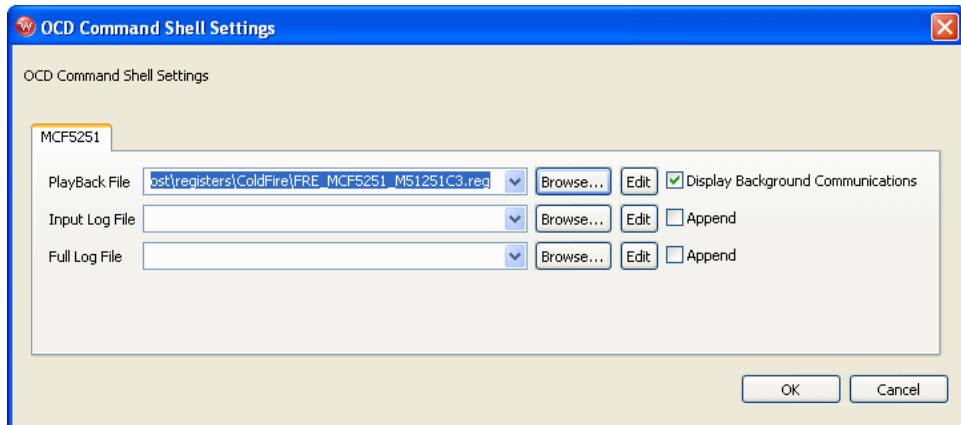 OCD Command Shell Settings
OCD Command Shell Settings
MCF5251
PlayBack File ost\registers\ColdFire\FRE_MCF5251_M51251C3.reg Browse... Edit Display Background Communications
Input Log File Browse... Edit Append
Full Log File Browse... Edit Append
OK Cancel